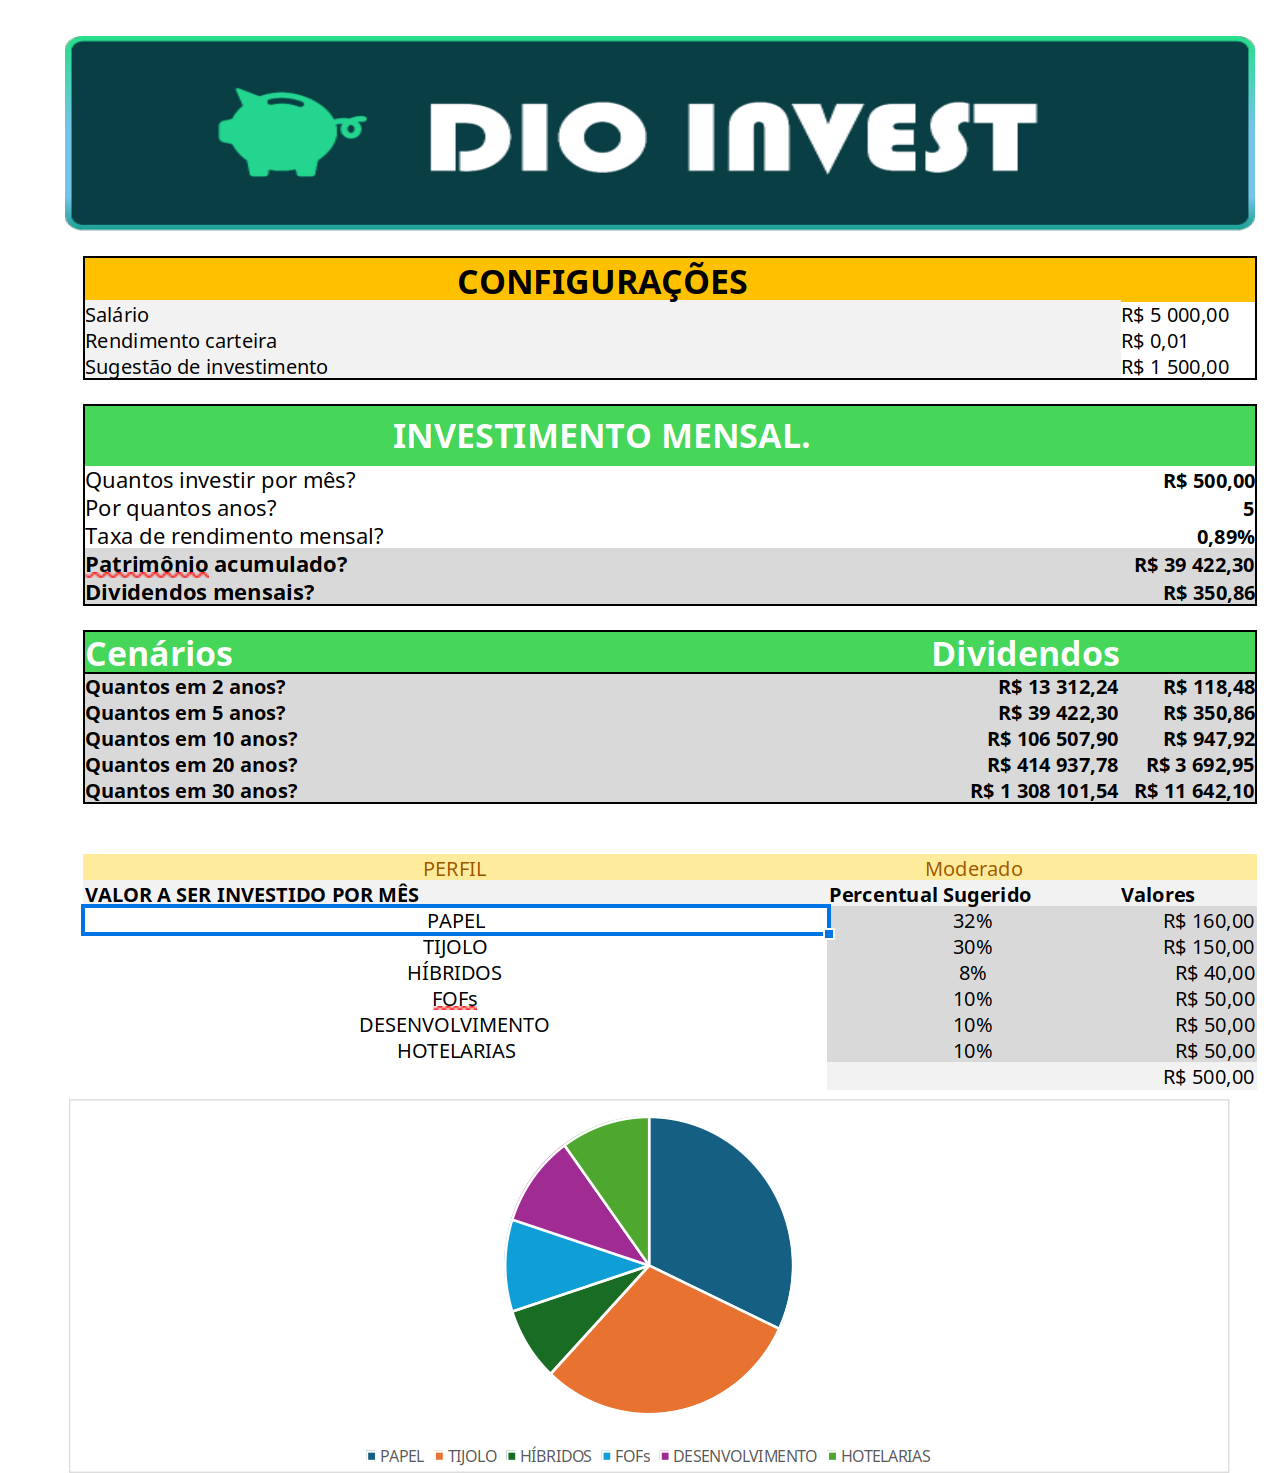 DIO INVEST
CONFIGURAÇÕES
Salário R$ 5 000,00
Rendimento carteira R$ 0,01
Sugestão de investimento R$ 1 500,00
INVESTIMENTO MENSAL.
Quantos investir por mês? R$ 500,00
Por quantos anos? 5
Taxa de rendimento mensal? 0,89%
Patrimônio acumulado? R$ 39 422,30
Dividendos mensais? R$ 350,86
Cenários Dividendos
Quantos em 2 anos? R$ 13 312,24 R$ 118,48
Quantos em 5 anos? R$ 39 422,30 R$ 350,86
Quantos em 10 anos? R$ 106 507,90 R$ 947,92
Quantos em 20 anos? R$ 414 937,78 R$ 3 692,95
Quantos em 30 anos? R$ 1 308 101,54 R$ 11 642,10
PERFIL Moderado
VALOR A SER INVESTIDO POR MÊS Percentual Sugerido Valores
PAPEL 32% R$ 160,00
TIJOLO 30% R$ 150,00
HÍBRIDOS 8% R$ 40,00
FOFs 10% R$ 50,00
DESENVOLVIMENTO 10% R$ 50,00
HOTELARIAS 10% R$ 50,00
R$ 500,00
PAPEL TIJOLO HÍBRIDOS FOFs DESENVOLVIMENTO HOTELARIAS